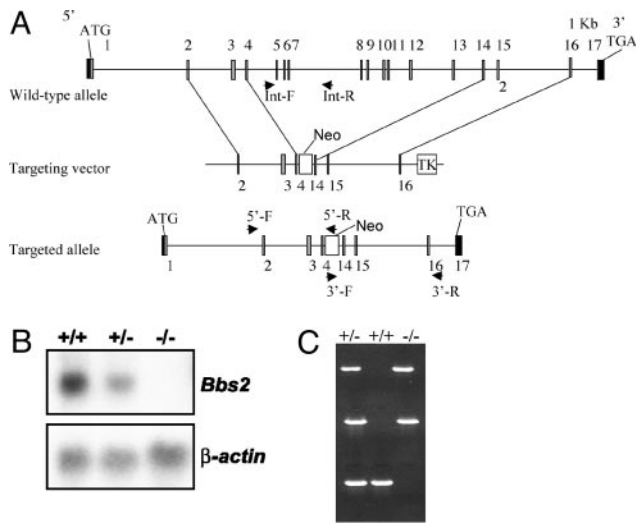 A
5' 1 Kb 3'
ATG TGA
1 2 3 4 5 67 8 9 10 11 12 13 14 15 16 17
2
Int-F Int-R
Wild-type allele
Neo
Targeting vector
TK
2 3 4 14 15 16
ATG 5'-F 5'-R Neo TGA
Targeted allele
1 2 3 4 14 15 16 17
3'-F 3'-R
B
+/+ +/- -/-
Bbs2
β-actin
C
+/- +/+ -/-